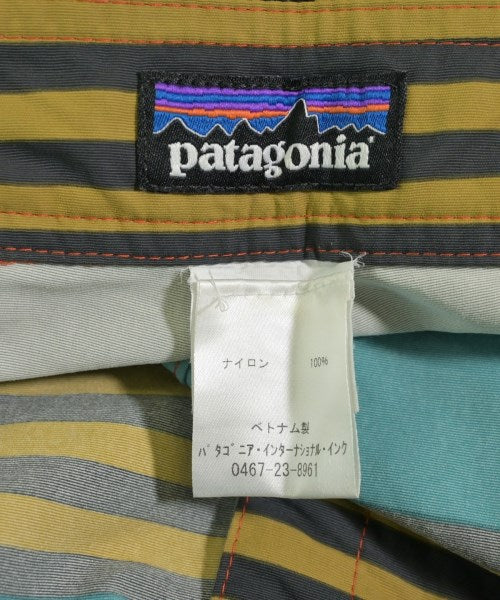 patagonia
ナイロン 100%
ベトナム製
パタゴニア・インターナショナル・インク
0467-23-8961